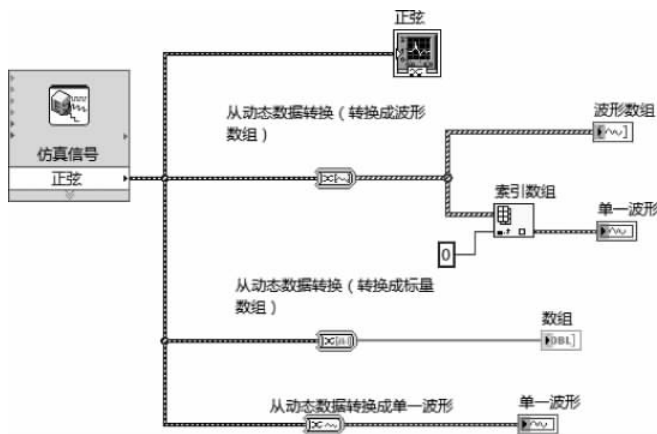 正弦
仿真信号
正弦
从动态数据转换（转换成波形
数组）
波形数组
索引数组
单一波形
0
从动态数据转换（转换成标量
数组）
数组
DBL]
从动态数据转换成单一波形
单一波形